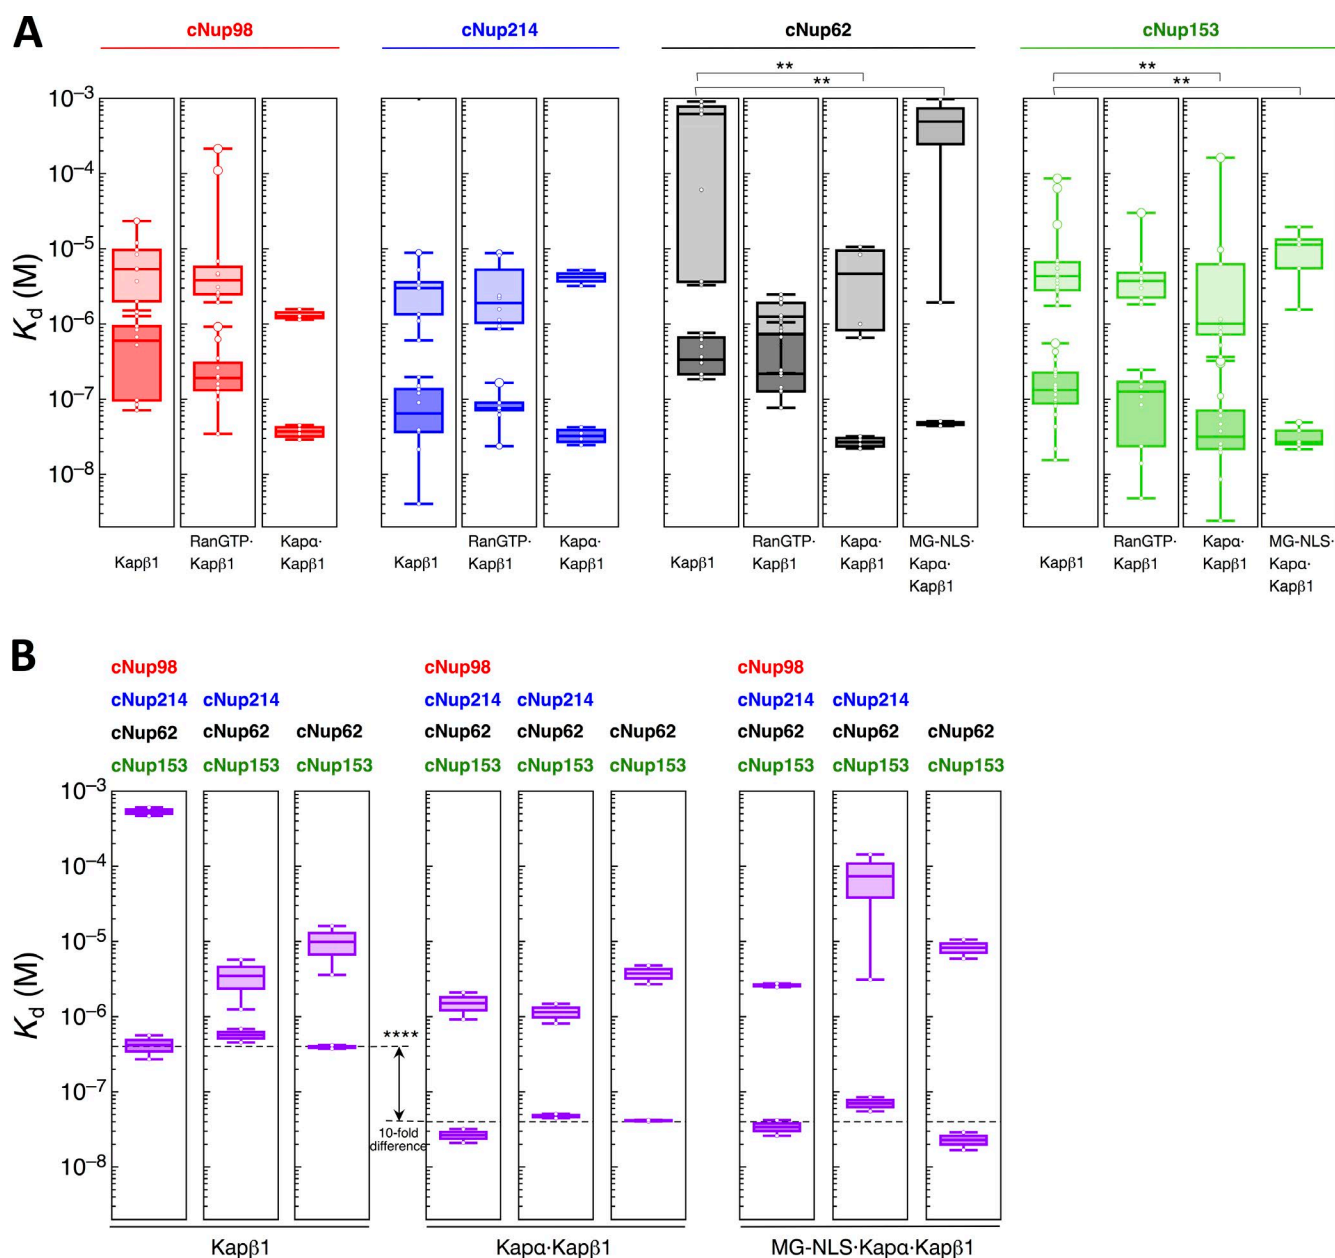 A
cNup98 cNup214 cNup62 cNup153
** **
** **
10⁻³
10⁻⁴
10⁻⁵
10⁻⁶
10⁻⁷
10⁻⁸
Kd (M)
Kapβ1
RanGTP·
Kapβ1
Kapα·
Kapβ1
Kapβ1
RanGTP·
Kapβ1
Kapα·
Kapβ1
Kapβ1
RanGTP·
Kapβ1
Kapα·
Kapβ1
MG-NLS·
Kapα·
Kapβ1
Kapβ1
RanGTP·
Kapβ1
Kapα·
Kapβ1
MG-NLS·
Kapα·
Kapβ1
B
cNup98 cNup98 cNup98
cNup214 cNup214 cNup214 cNup214 cNup214 cNup214
cNup62 cNup62 cNup62 cNup62 cNup62 cNup62 cNup62 cNup62 cNup62
cNup153 cNup153 cNup153 cNup153 cNup153 cNup153 cNup153 cNup153 cNup153
10⁻³
10⁻⁴
10⁻⁵
10⁻⁶
10⁻⁷
10⁻⁸
Kd (M)
****
10-fold
difference
Kapβ1 Kapα·Kapβ1 MG-NLS·Kapα·Kapβ1